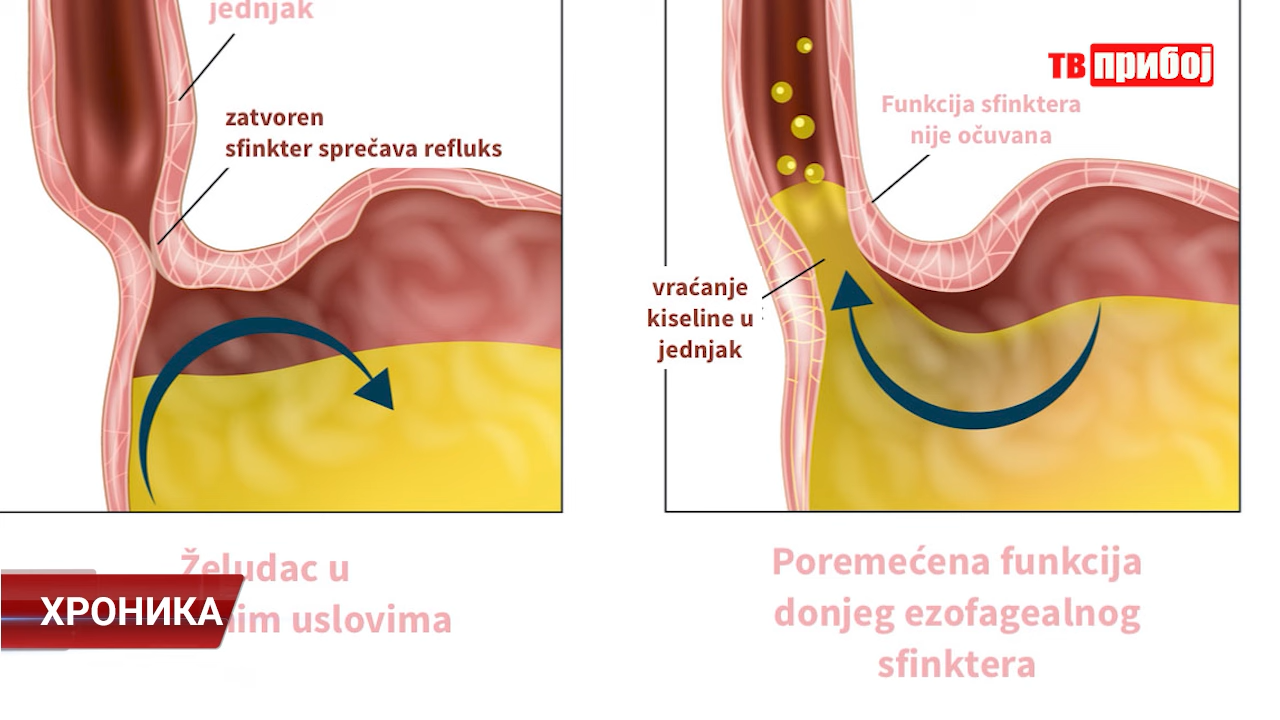 jednjak
zatvoren
sfinkter sprečava refluks
Želudac u
uslovima
ТВ прибој
Funkcija sfinktera
nije očuvana
vraćanje
kiseline u
jednjak
Poremećena funkcija
donjeg ezofagealnog
sfinktera
ХРОНИКА